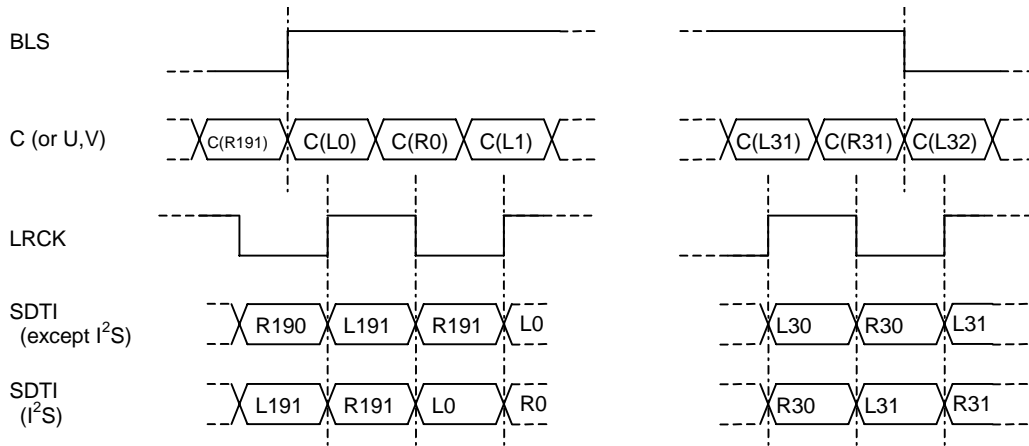 BLS
C (or U,V)
C(R191) C(L0) C(R0) C(L1) C(L31) C(R31) C(L32)
LRCK
SDTI
(except I²S)
R190 L191 R191 L0 L30 R30 L31
SDTI
(I²S)
L191 R191 L0 R0 R30 L31 R31